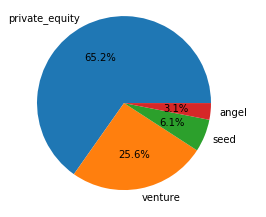 private_equity
65.2%
3.1%
angel
6.1%
seed
25.6%
venture